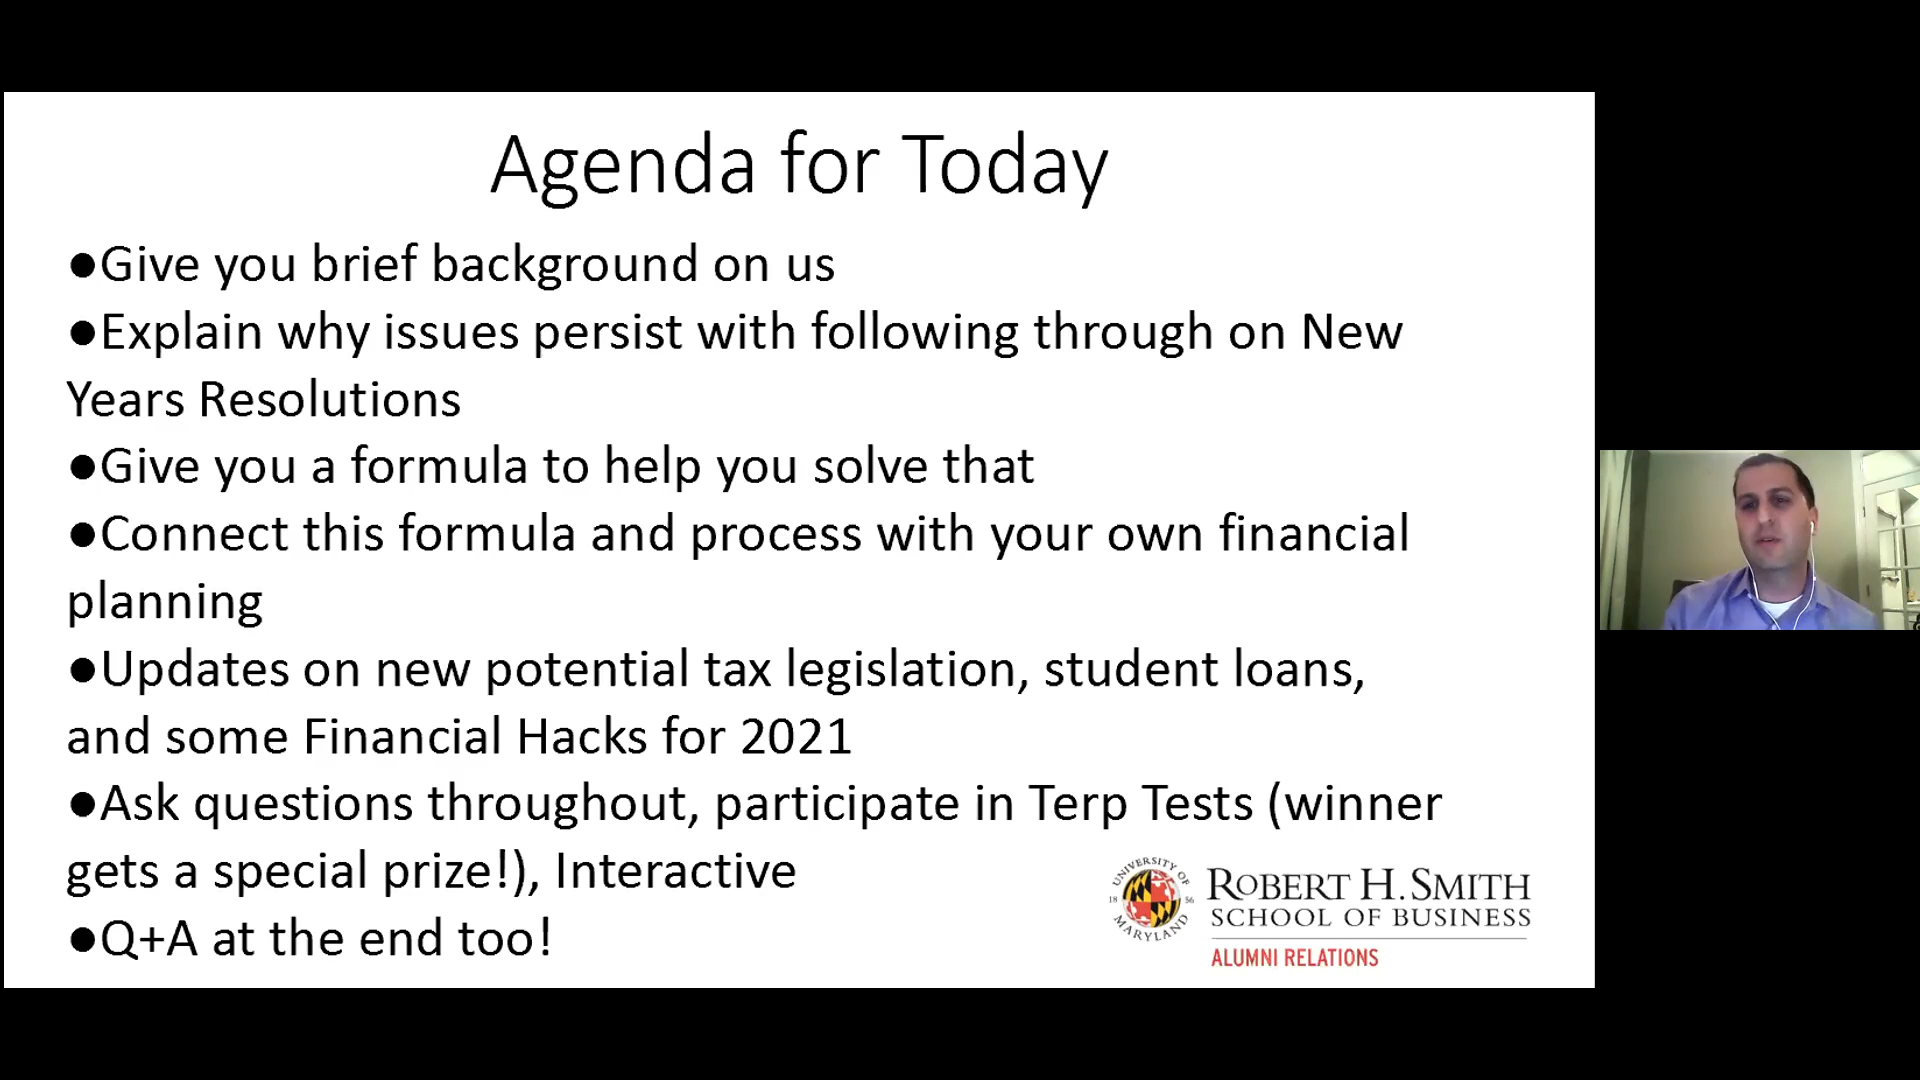 Agenda for Today
●Give you brief background on us
●Explain why issues persist with following through on New
Years Resolutions
●Give you a formula to help you solve that
●Connect this formula and process with your own financial
planning
●Updates on new potential tax legislation, student loans,
and some Financial Hacks for 2021
●Ask questions throughout, participate in Terp Tests (winner
gets a special prize!), Interactive
●Q+A at the end too!
UNIVERSITY OF
18 56
MARYLAND
ROBERT H. SMITH
SCHOOL OF BUSINESS
ALUMNI RELATIONS